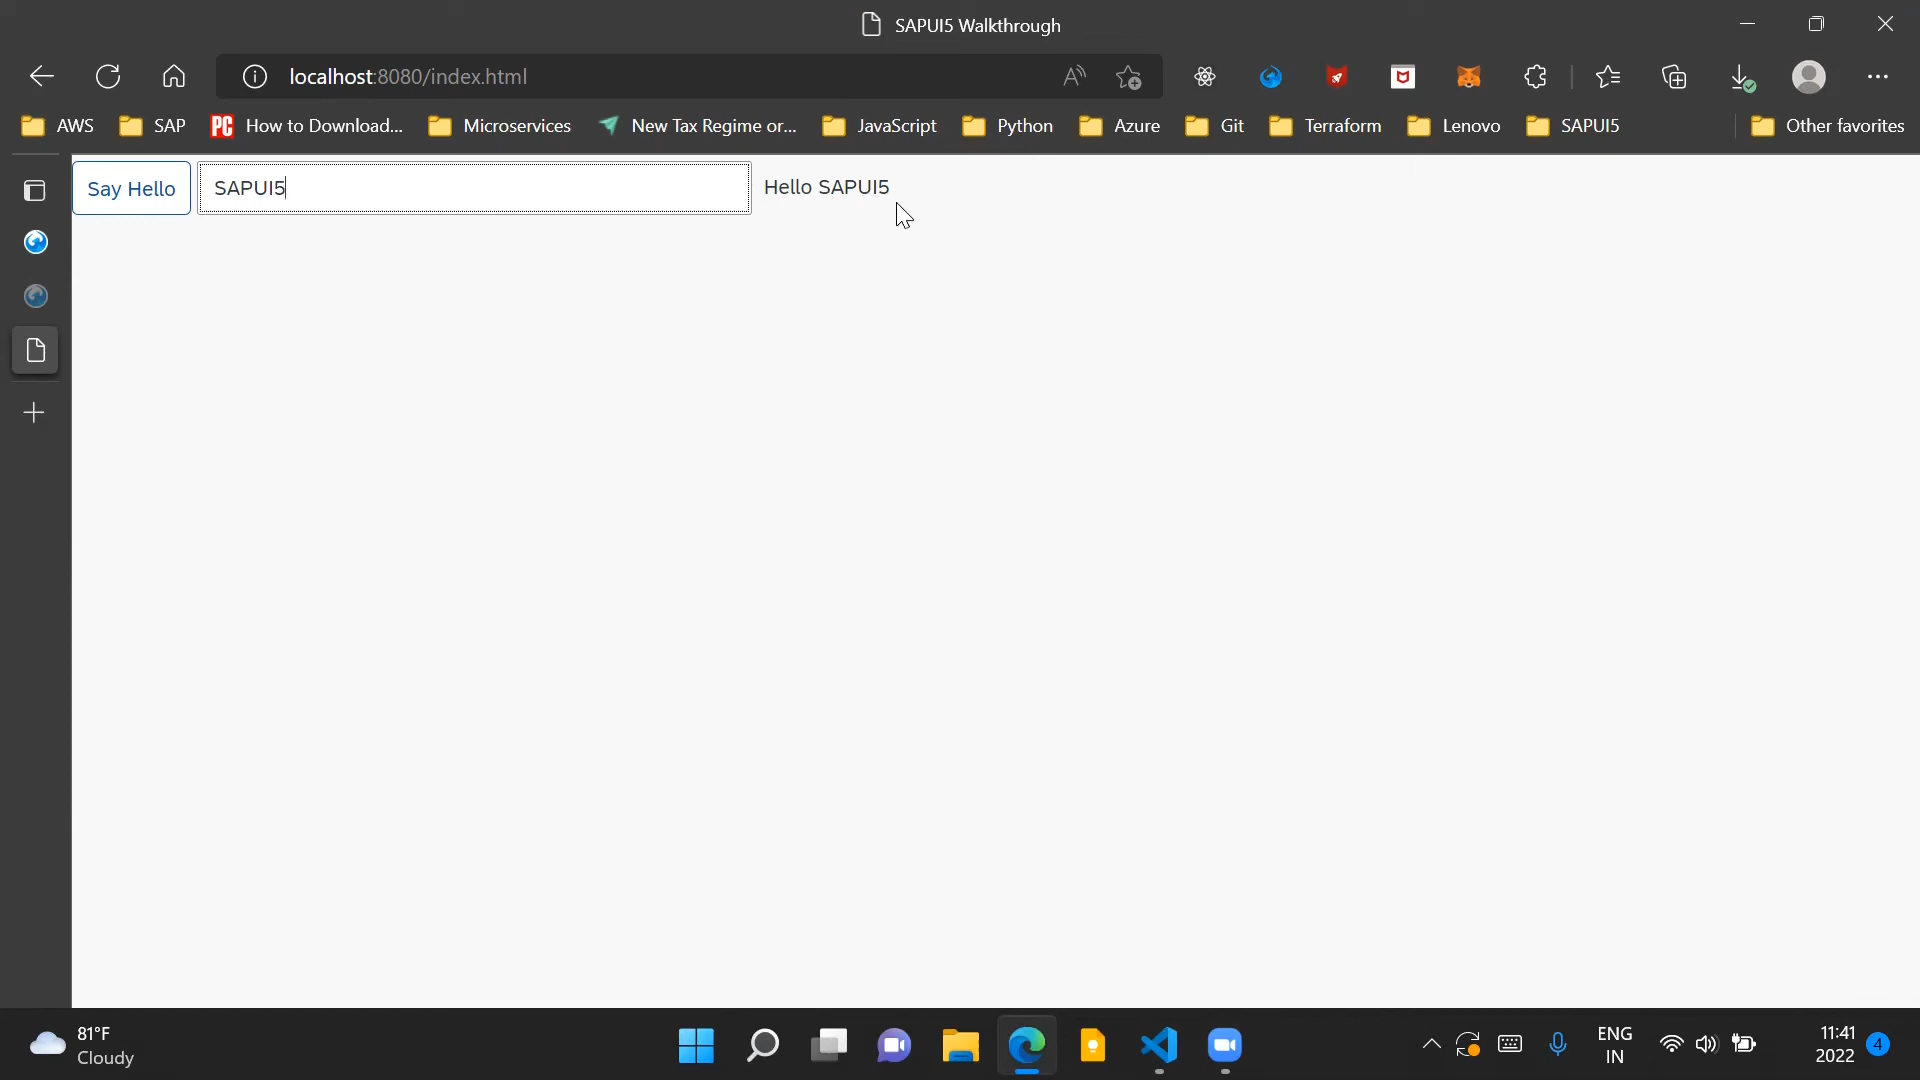 SAPUI5 Walkthrough
localhost:8080/index.html
AWS SAP PC How to Download... Microservices New Tax Regime or... JavaScript Python Azure Git Terraform Lenovo SAPUI5 Other favorites
Say Hello SAPUI5 Hello SAPUI5
81°F
Cloudy
ENG
IN
11:41
2022
4